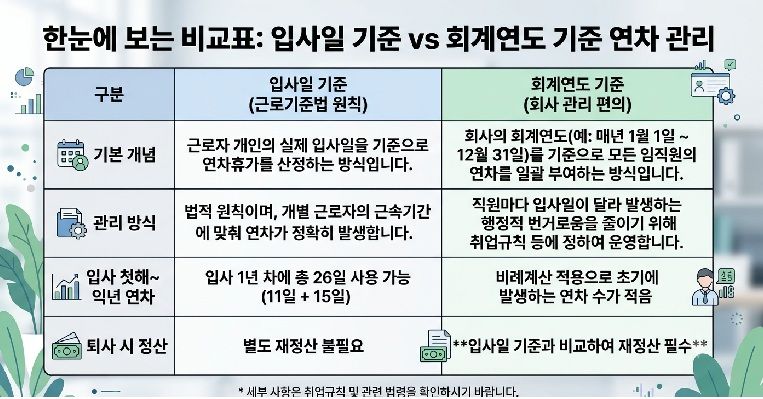 한눈에 보는 비교표: 입사일 기준 vs 회계연도 기준 연차 관리
구분
입사일 기준
(근로기준법 원칙)
회계연도 기준
(회사 관리 편의)
기본 개념
근로자 개인의 실제 입사일을 기준으로
연차휴가를 산정하는 방식입니다.
회사의 회계연도(예: 매년 1월 1일 ~
12월 31일)를 기준으로 모든 임직원의
연차를 일괄 부여하는 방식입니다.
관리 방식
법적 원칙이며, 개별 근로자의 근속기간
에 맞춰 연차가 정확히 발생합니다.
직원마다 입사일이 달라 발생하는
행정적 번거로움을 줄이기 위해
취업규칙 등에 정하여 운영합니다.
입사 첫해~
익년 연차
입사 1년 차에 총 26일 사용 가능
(11일 + 15일)
비례계산 적용으로 초기에
발생하는 연차 수가 적음
퇴사 시 정산
별도 재정산 불필요
**입사일 기준과 비교하여 재정산 필수**
* 세부 사항은 취업규칙 및 관련 법령을 확인하시기 바랍니다.